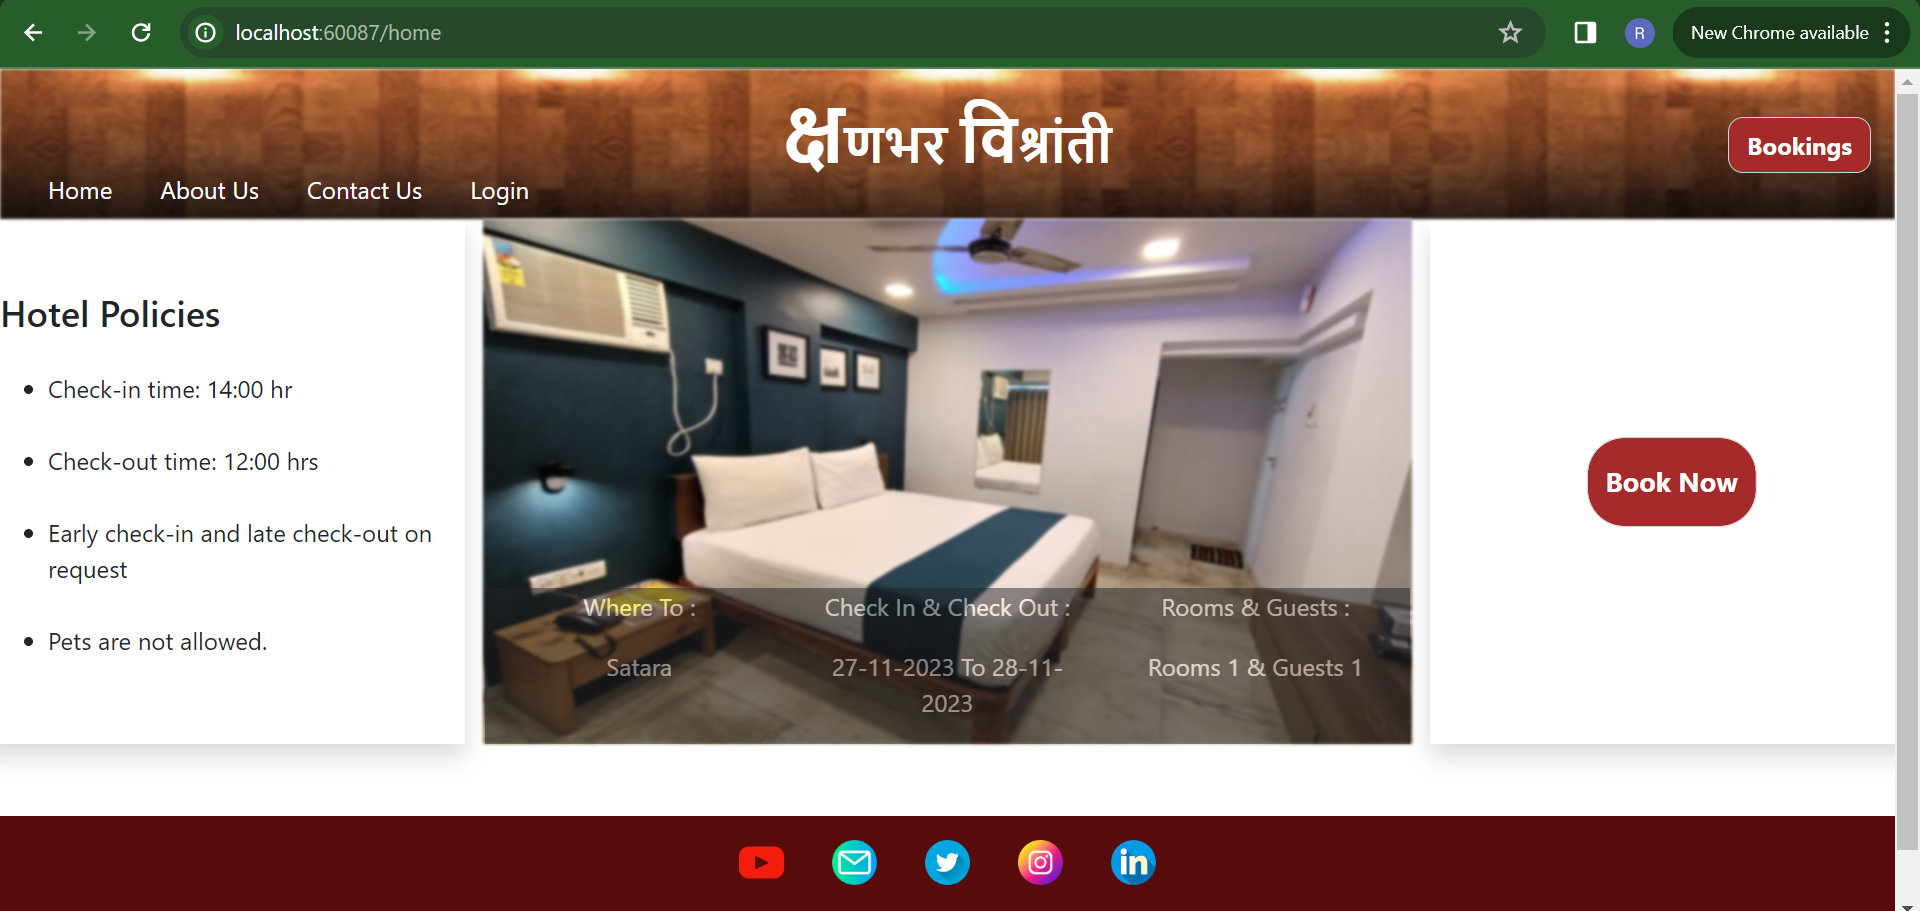 localhost:60087/home
R
New Chrome available
क्षणभर विश्रांती
Bookings
Home About Us Contact Us Login
Hotel Policies
Check-in time: 14:00 hr
Check-out time: 12:00 hrs
Early check-in and late check-out on
request
Pets are not allowed.
Where To :
Satara
Check In & Check Out :
27-11-2023 To 28-11-
2023
Rooms & Guests :
Rooms 1 & Guests 1
Book Now
in